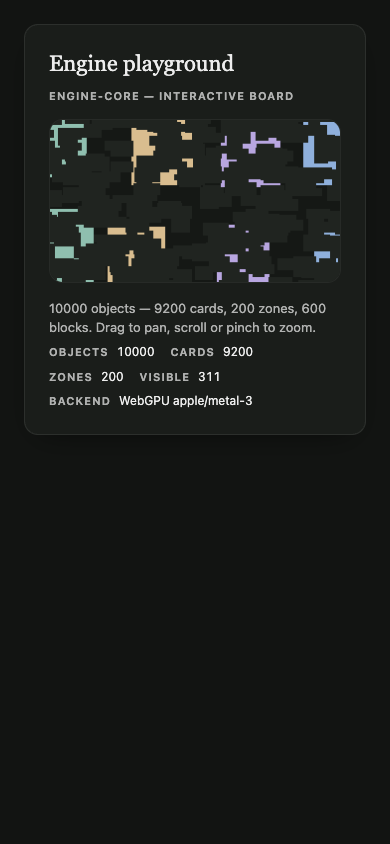 Engine playground
ENGINE-CORE — INTERACTIVE BOARD
10000 objects — 9200 cards, 200 zones, 600
blocks. Drag to pan, scroll or pinch to zoom.
OBJECTS 10000 CARDS 9200
ZONES 200 VISIBLE 311
BACKEND WebGPU apple/metal-3